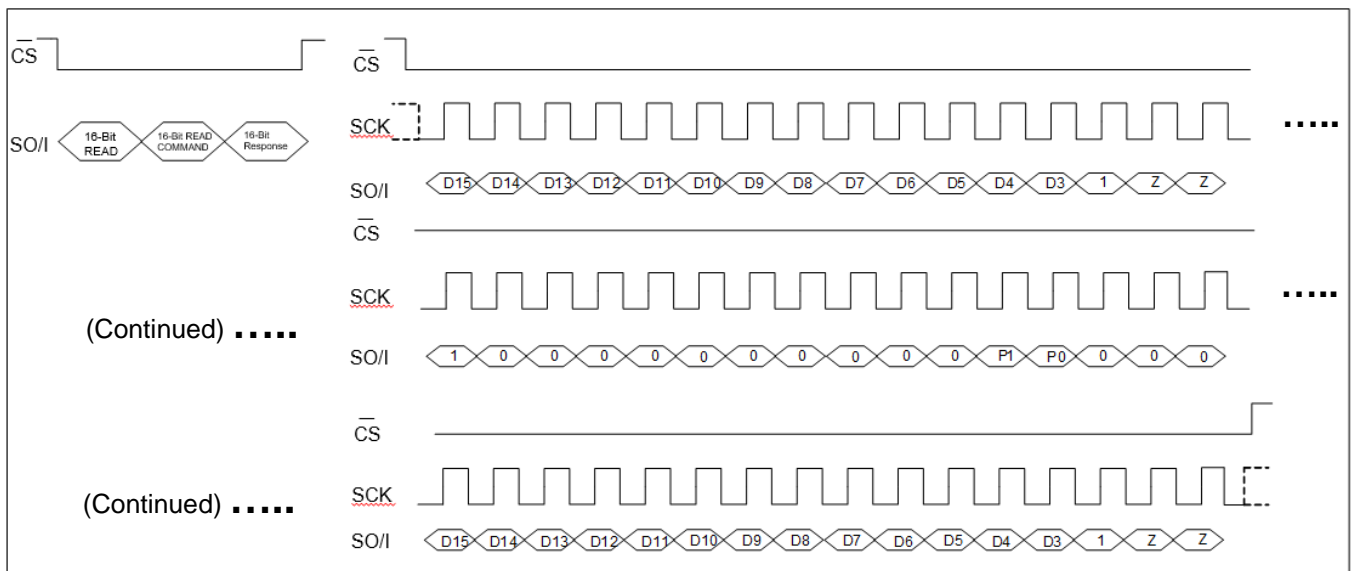 CS
SO/I 16-Bit READ 16-Bit READ COMMAND 16-Bit Response
CS
SCK .....
SO/I D15 D14 D13 D12 D11 D10 D9 D8 D7 D6 D5 D4 D3 1 Z Z
CS
SCK .....
(Continued) .....
SO/I 1 0 0 0 0 0 0 0 0 0 0 P1 P0 0 0 0
CS
SCK
(Continued) .....
SO/I D15 D14 D13 D12 D11 D10 D9 D8 D7 D6 D5 D4 D3 1 Z Z